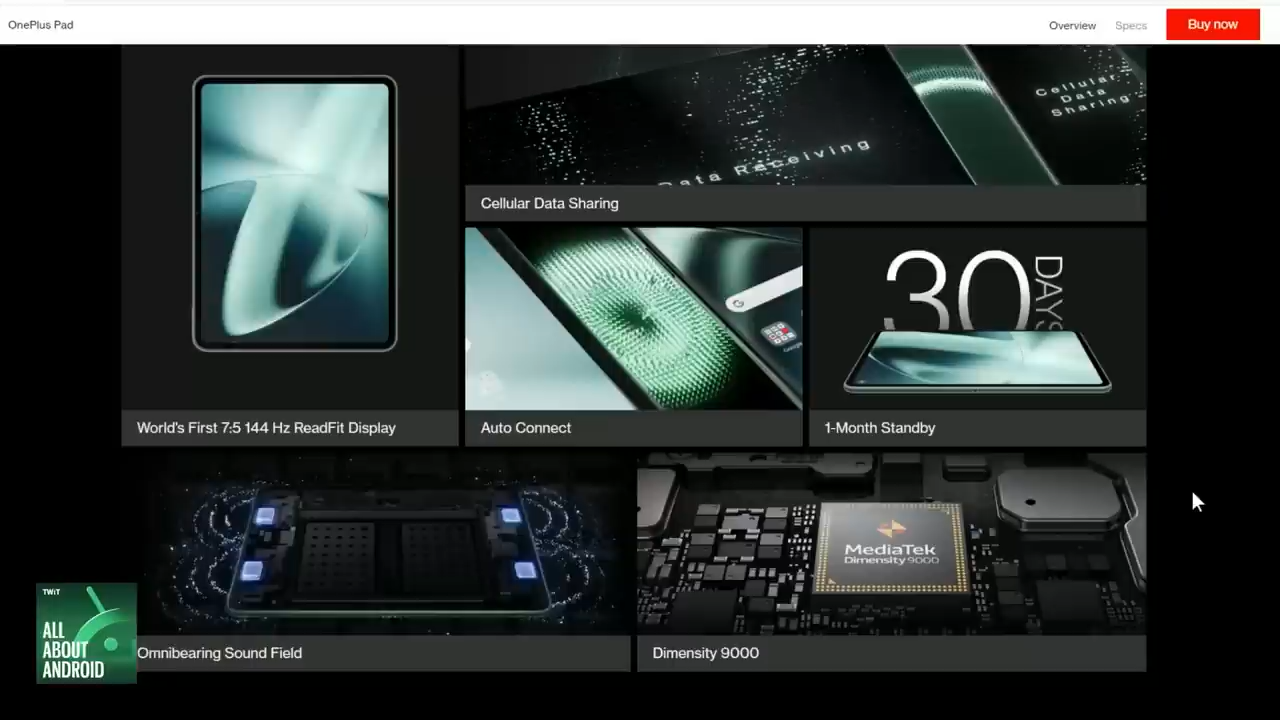 OnePlus Pad
Overview
Specs
Buy now
Cellular
Data
Sharing
Data Receiving
Cellular Data Sharing
30
DAYS
Google
World's First 7:5 144 Hz ReadFit Display
Auto Connect
1-Month Standby
MediaTek
Dimensity 9000
TWiT
ALL
ABOUT
ANDROID
Omnibearing Sound Field
Dimensity 9000